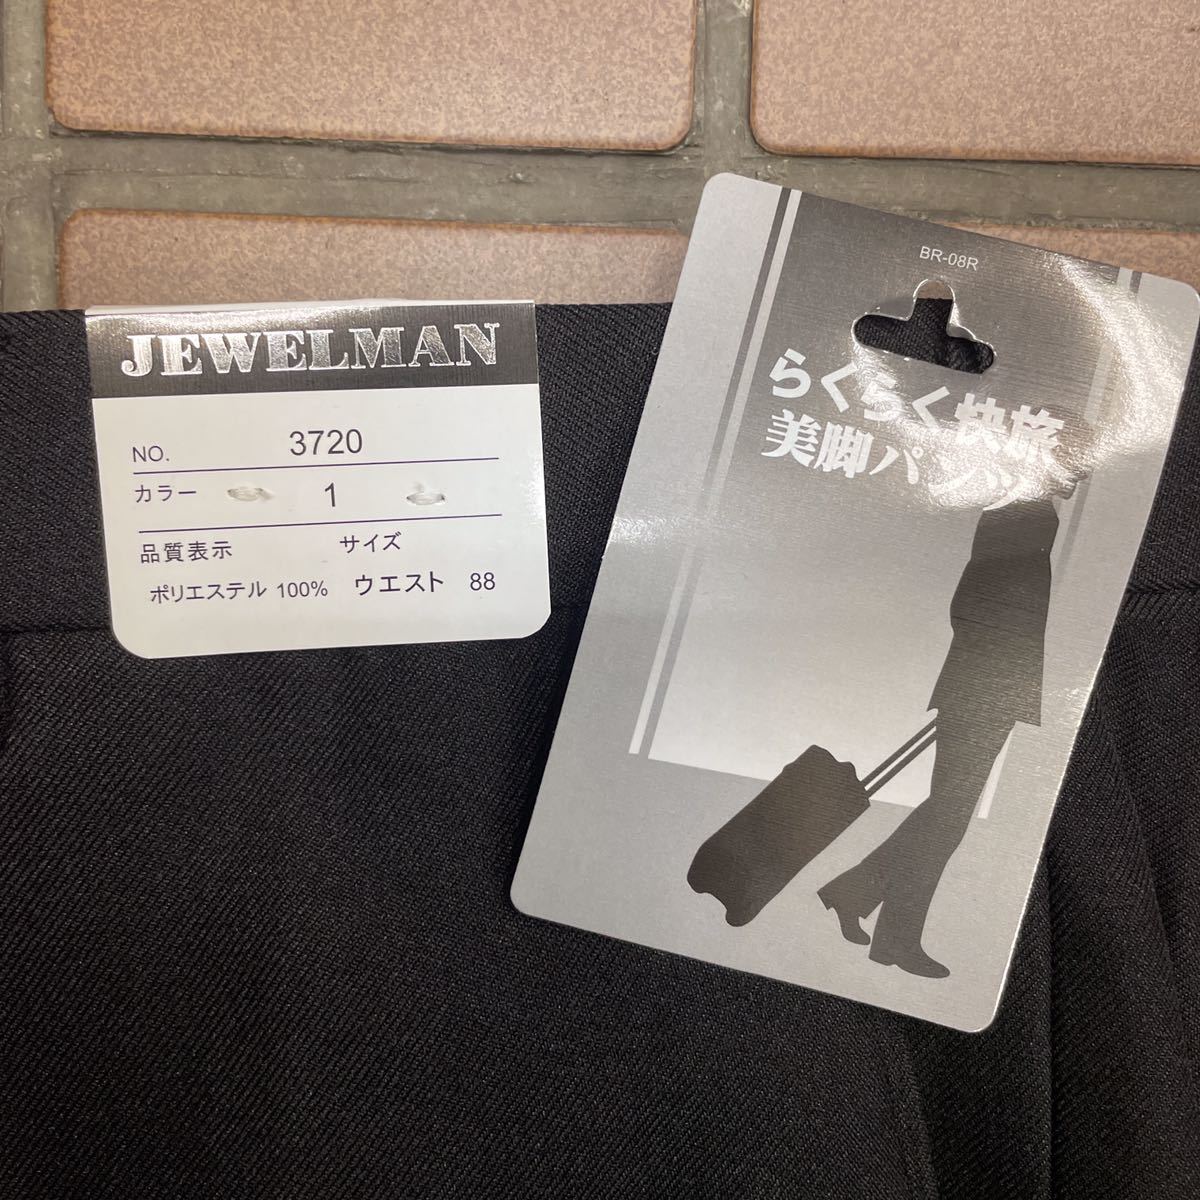 JEWELMAN
NO. 3720
カラー 1
品質表示 サイズ
ポリエステル 100% ウエスト 88
BR-08R
らくらく快旅
美脚パンツ